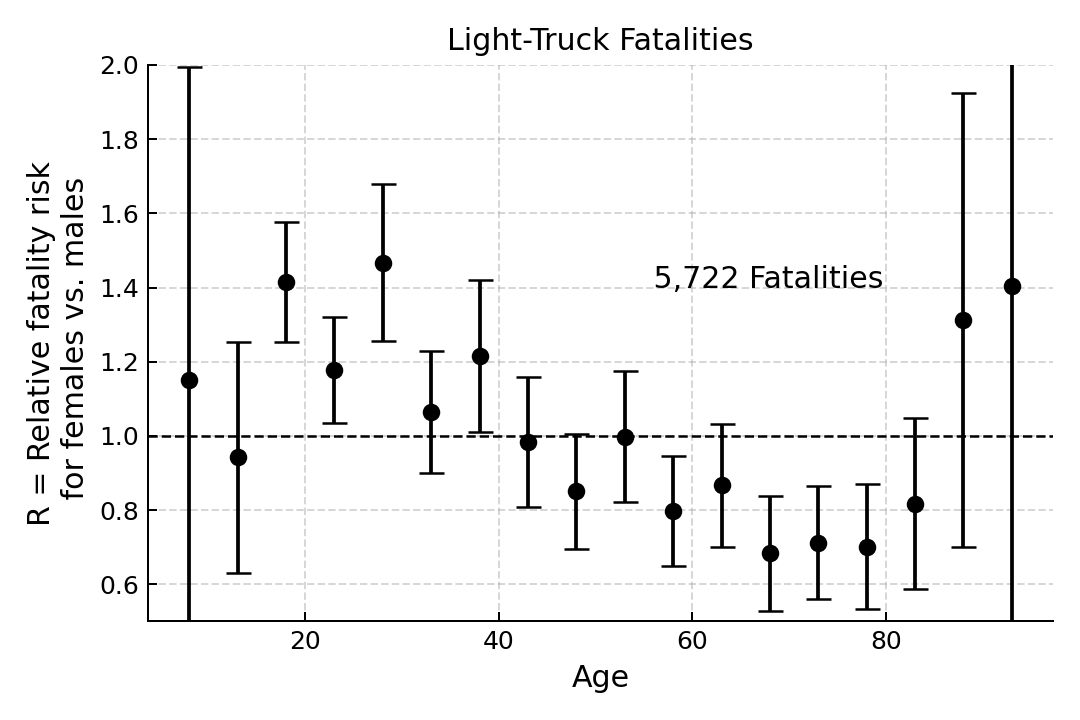 Light-Truck Fatalities
R = Relative fatality risk
for females vs. males
2.0
1.8
1.6
1.4
1.2
1.0
0.8
0.6
5,722 Fatalities
20
40
60
80
Age